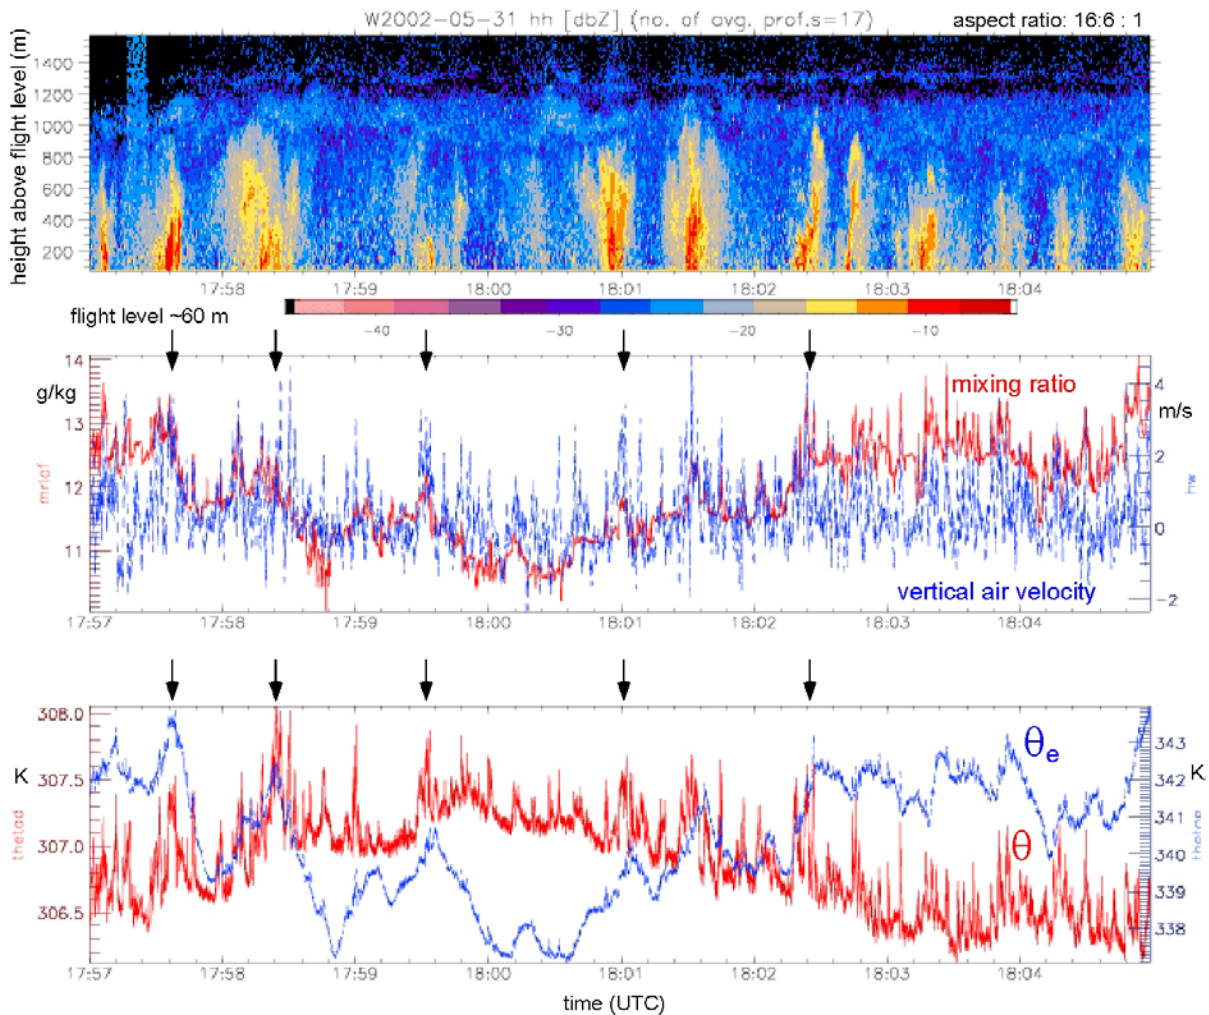 W2002-05-31 hh [dbZ] (no. of avg. prof.s=17) aspect ratio: 16:6 : 1
height above flight level (m)
1400
1200
1000
800
600
400
200
17:58 17:59 18:00 18:01 18:02 18:03 18:04
flight level ~60 m
-40 -30 -20 -10
14
13
12
11
g/kg
mrlaf
mixing ratio
4
2
0
-2
m/s
hw
vertical air velocity
17:57 17:58 17:59 18:00 18:01 18:02 18:03 18:04
308.0
307.5
307.0
306.5
K
thetad
θe
θ
343
342
341
340
339
338
K
17:57 17:58 17:59 18:00 18:01 18:02 18:03 18:04
time (UTC)